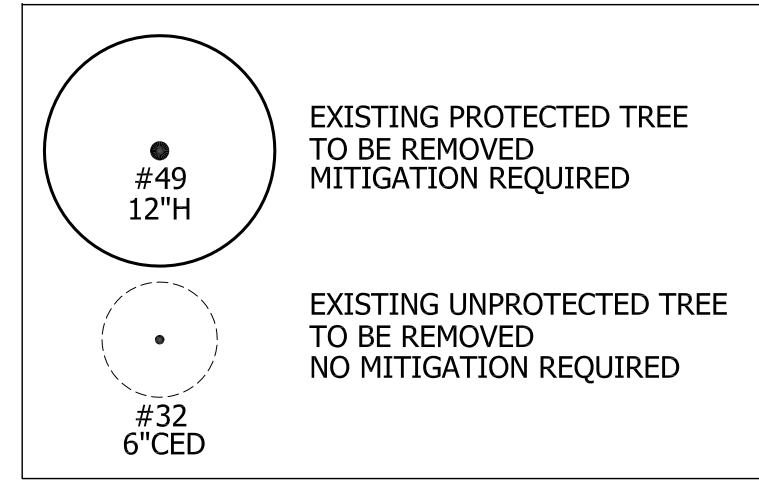 #49
12"H
EXISTING PROTECTED TREE
TO BE REMOVED
MITIGATION REQUIRED
#32
6"CED
EXISTING UNPROTECTED TREE
TO BE REMOVED
NO MITIGATION REQUIRED